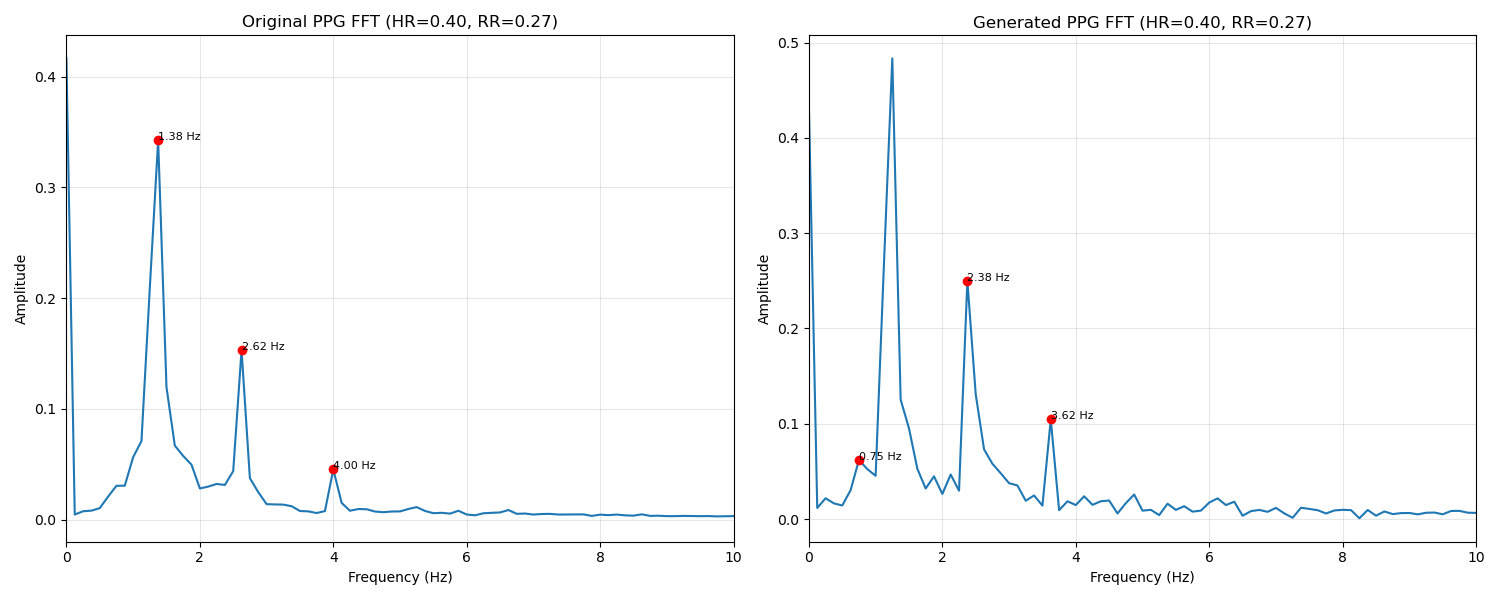 Original PPG FFT (HR=0.40, RR=0.27)
0.4
0.3
0.2
0.1
0.0
Amplitude
1.38 Hz
2.62 Hz
4.00 Hz
0 2 4 6 8 10
Frequency (Hz)
Generated PPG FFT (HR=0.40, RR=0.27)
0.5
0.4
0.3
0.2
0.1
0.0
Amplitude
2.38 Hz
3.62 Hz
0.75 Hz
0 2 4 6 8 10
Frequency (Hz)